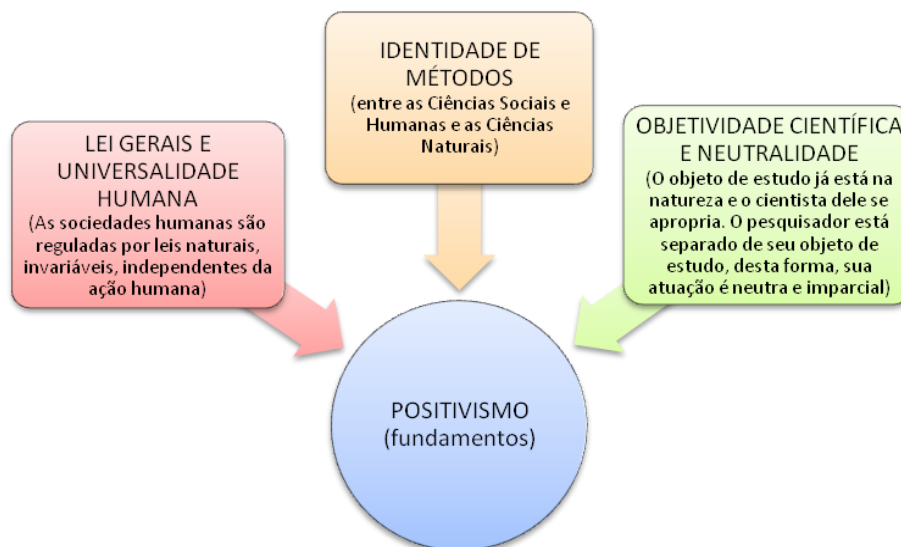 IDENTIDADE DE
MÉTODOS
(entre as Ciências Sociais e
Humanas e as Ciências
Naturais)
LEI GERAIS E
UNIVERSALIDADE
HUMANA
(As sociedades humanas são
reguladas por leis naturais,
invariáveis, independentes da
ação humana)
OBJETIVIDADE CIENTÍFICA
E NEUTRALIDADE
(O objeto de estudo já está na
natureza e o cientista dele se
apropria. O pesquisador está
separado de seu objeto de
estudo, desta forma, sua
atuação é neutra e imparcial)
POSITIVISMO
(fundamentos)